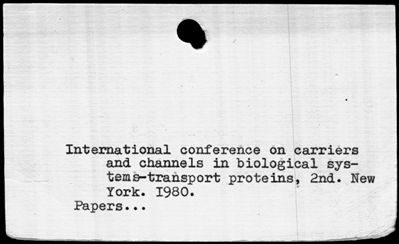 International conference on carriers
and channels in biological sys-
tems-transport proteins, 2nd. New
York. I980.
Papers...